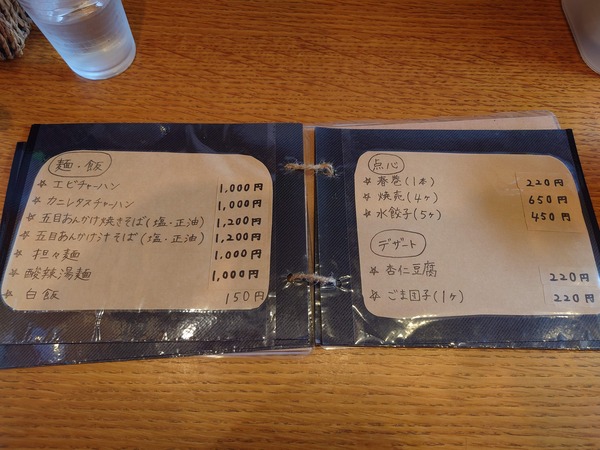 麺・飯
☆ エビチャーハン 1,000円
☆ カニレタスチャーハン 1,000円
☆ 五目あんかけ焼きそば(塩・正油) 1,200円
☆ 五目あんかけ汁そば(塩・正油) 1,200円
☆ 担々麺 1,000円
☆ 酸辣湯麺 1,000円
☆ 白飯 150円
点心
☆ 春巻(1本) 220円
☆ 焼売(4ヶ) 650円
☆ 水餃子(5ヶ) 450円
デザート
☆ 杏仁豆腐 220円
☆ ごま団子(1ヶ) 220円